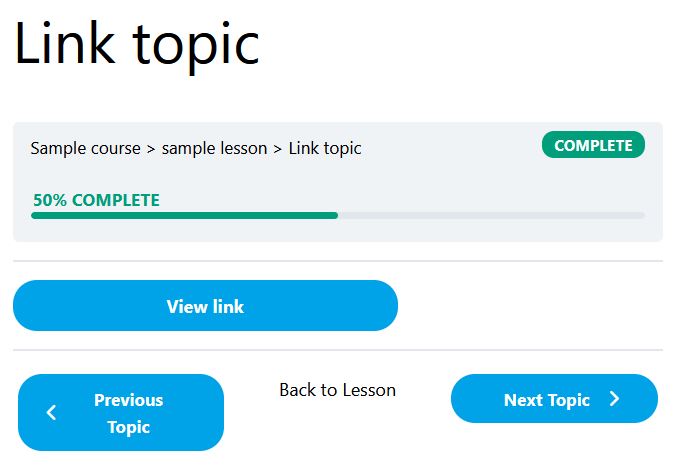 Link topic
Sample course > sample lesson > Link topic
COMPLETE
50% COMPLETE
View link
Previous
Topic
Back to Lesson
Next Topic